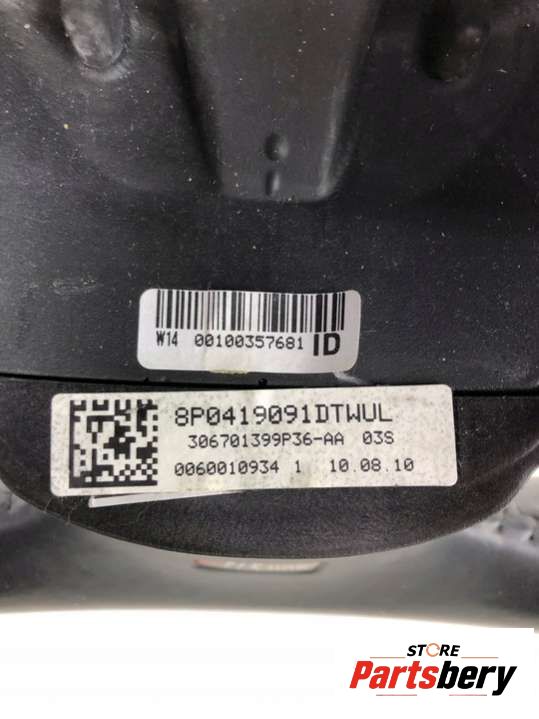 W14 00100357681 ID
8P0419091DTWUL
306701399P36-AA 03S
0060010934 1 10.08.10
STORE
Partsbery